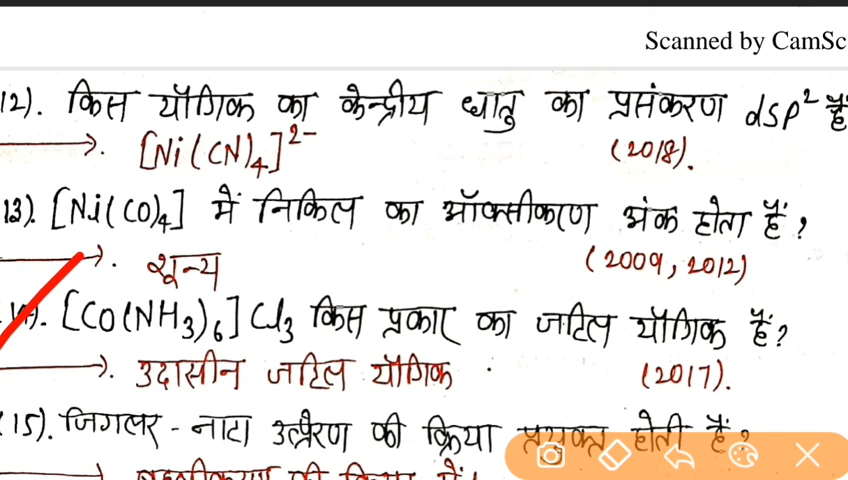 Scanned by CamSc
12). किस यौगिक का केन्द्रीय धातु का प्रसंकरण dsp² है
→. [Ni(CN)₄]²⁻ (2018).
13). [Ni(CO)₄] में निकिल का ऑक्सीकरण अंक होता है?
→. शून्य (2009, 2012)
14). [CO(NH₃)₆]Cl₃ किस प्रकार का जटिल यौगिक है?
→). उदासीन जटिल यौगिक (2017).
15). जिगलर - नाटा उत्प्रेरण की क्रिया प्रयुक्त होती है?